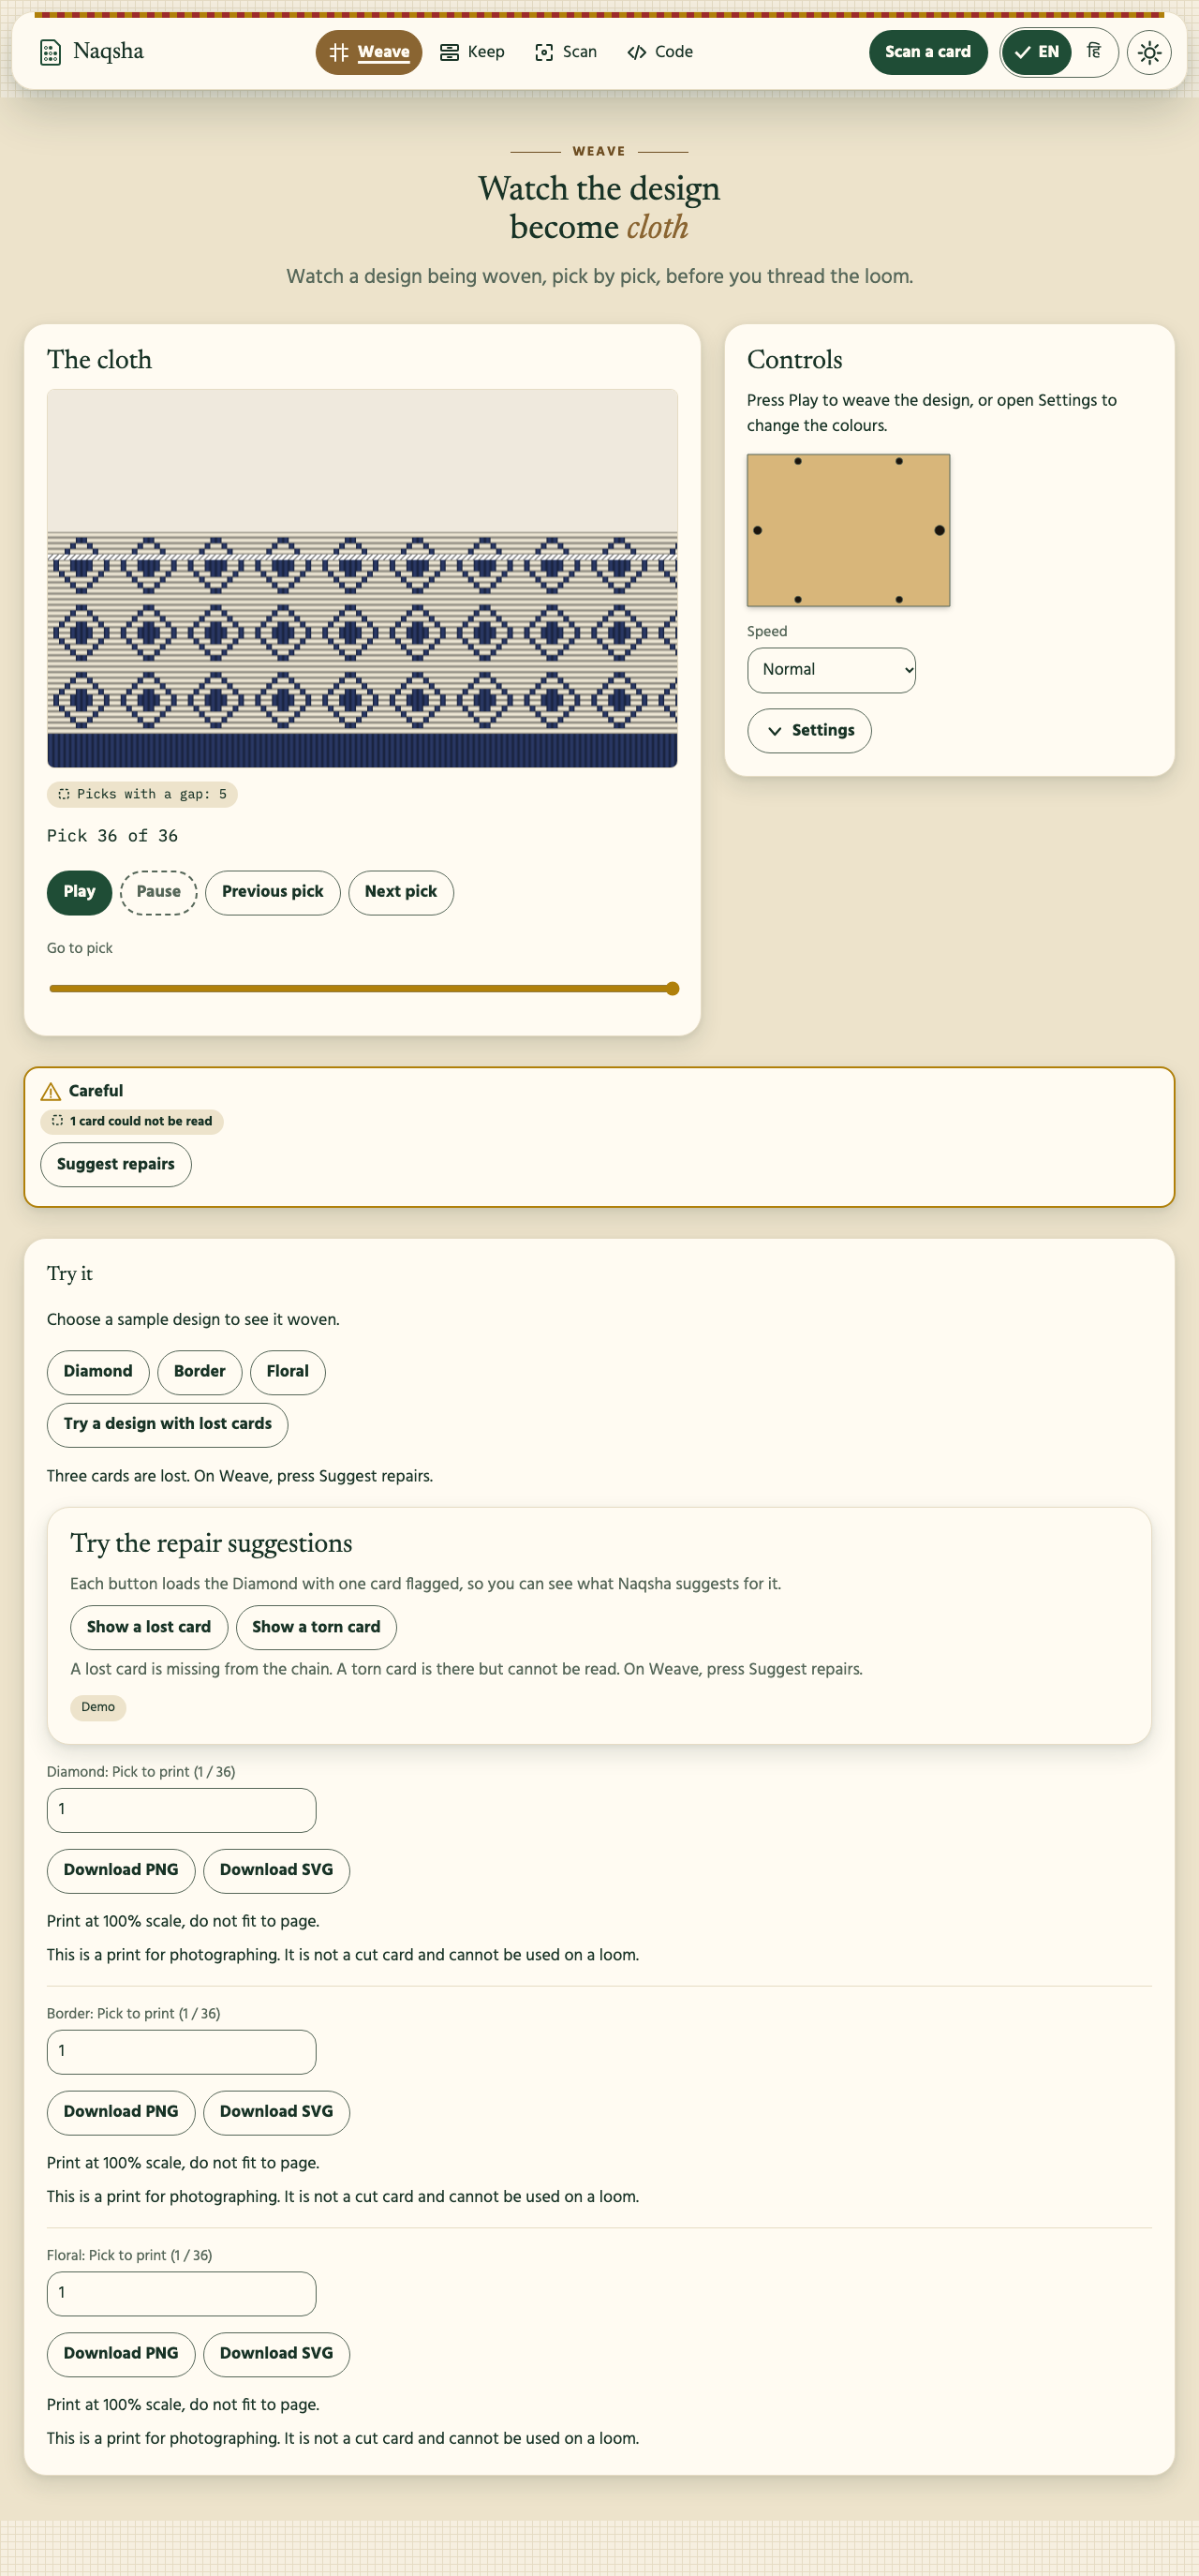 Naqsha
Weave
Keep
Scan
Code
Scan a card
EN
हि
WEAVE
Watch the design
become cloth
Watch a design being woven, pick by pick, before you thread the loom.
The cloth
Picks with a gap: 5
Pick 36 of 36
Play
Pause
Previous pick
Next pick
Go to pick
Controls
Press Play to weave the design, or open Settings to
change the colours.
Speed
Normal
Settings
Careful
1 card could not be read
Suggest repairs
Try it
Choose a sample design to see it woven.
Diamond
Border
Floral
Try a design with lost cards
Three cards are lost. On Weave, press Suggest repairs.
Try the repair suggestions
Each button loads the Diamond with one card flagged, so you can see what Naqsha suggests for it.
Show a lost card
Show a torn card
A lost card is missing from the chain. A torn card is there but cannot be read. On Weave, press Suggest repairs.
Demo
Diamond: Pick to print (1 / 36)
1
Download PNG
Download SVG
Print at 100% scale, do not fit to page.
This is a print for photographing. It is not a cut card and cannot be used on a loom.
Border: Pick to print (1 / 36)
1
Download PNG
Download SVG
Print at 100% scale, do not fit to page.
This is a print for photographing. It is not a cut card and cannot be used on a loom.
Floral: Pick to print (1 / 36)
1
Download PNG
Download SVG
Print at 100% scale, do not fit to page.
This is a print for photographing. It is not a cut card and cannot be used on a loom.